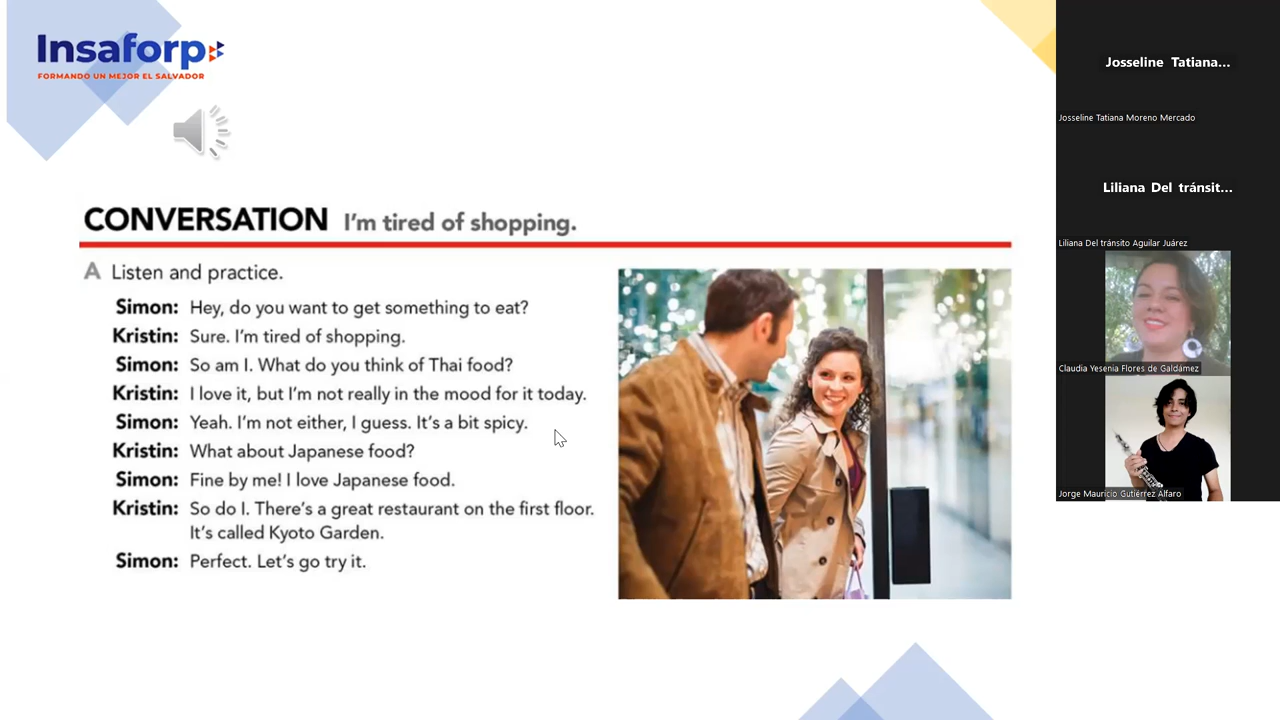 Insaforp
FORMANDO UN MEJOR EL SALVADOR
CONVERSATION I'm tired of shopping.
A Listen and practice.
Simon: Hey, do you want to get something to eat?
Kristin: Sure. I'm tired of shopping.
Simon: So am I. What do you think of Thai food?
Kristin: I love it, but I'm not really in the mood for it today.
Simon: Yeah. I'm not either, I guess. It's a bit spicy.
Kristin: What about Japanese food?
Simon: Fine by me! I love Japanese food.
Kristin: So do I. There's a great restaurant on the first floor.
It's called Kyoto Garden.
Simon: Perfect. Let's go try it.
Josseline Tatiana...
Josseline Tatiana Moreno Mercado
Liliana Del tránsit...
Liliana Del tránsito Aguilar Juárez
Claudia Yesenia Flores de Galdámez
Jorge Mauricio Gutiérrez Alfaro